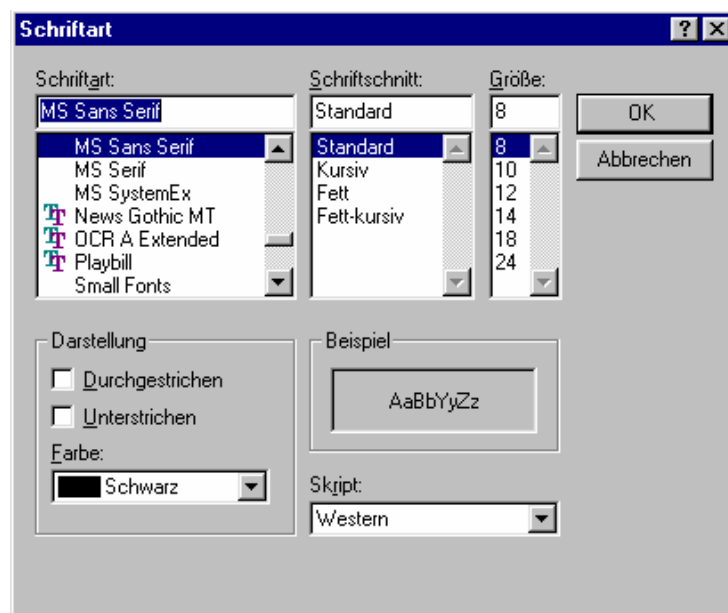 Schriftart
Schriftart:
MS Sans Serif
MS Sans Serif
MS Serif
MS SystemEx
News Gothic MT
OCR A Extended
Playbill
Small Fonts
Schriftschnitt:
Standard
Standard
Kursiv
Fett
Fett-kursiv
Größe:
8
8
10
12
14
18
24
OK
Abbrechen
Darstellung
Durchgestrichen
Unterstrichen
Farbe:
Schwarz
Beispiel
AaBbYyZz
Skript:
Western